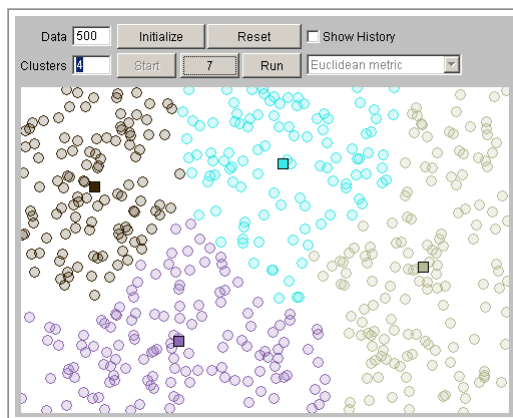 Data 500 Initialize Reset Show History
Clusters 4 Start 7 Run Euclidean metric